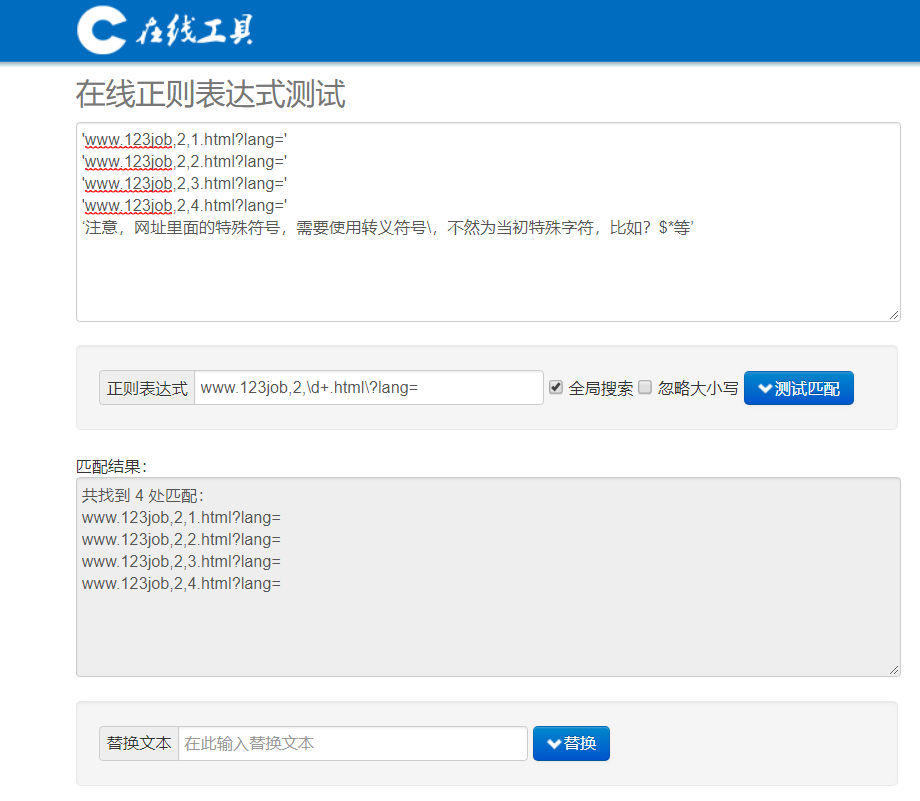 C 在线工具
在线正则表达式测试
'www.123job,2,1.html?lang='
'www.123job,2,2.html?lang='
'www.123job,2,3.html?lang='
'www.123job,2,4.html?lang='
‘注意，网址里面的特殊符号，需要使用转义符号\，不然为当初特殊字符，比如？$*等’
正则表达式 www.123job,2,\d+.html\?lang= 全局搜索 忽略大小写 测试匹配
匹配结果：
共找到 4 处匹配：
www.123job,2,1.html?lang=
www.123job,2,2.html?lang=
www.123job,2,3.html?lang=
www.123job,2,4.html?lang=
替换文本 在此输入替换文本 替换